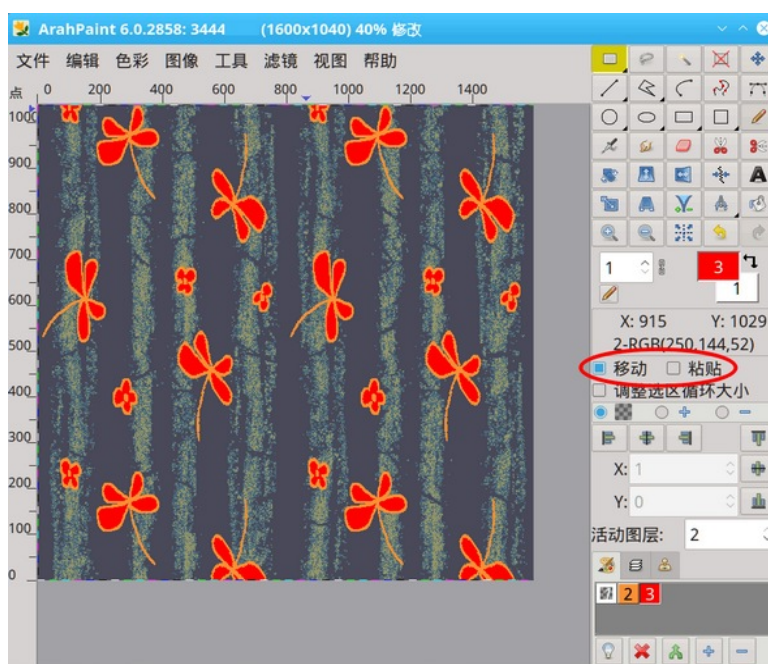 ArahPaint 6.0.2858: 3444 (1600x1040) 40% 修改
文件 编辑 色彩 图像 工具 滤镜 视图 帮助
点 0 200 400 600 800 1000 1200 1400
100
900
800
700
600
500
400
300
200
100
0
1 3
1
X: 915 Y: 1029
2-RGB(250,144,52)
移动 粘贴
调整选区循环大小
X: 1
Y: 0
活动图层: 2
2 3